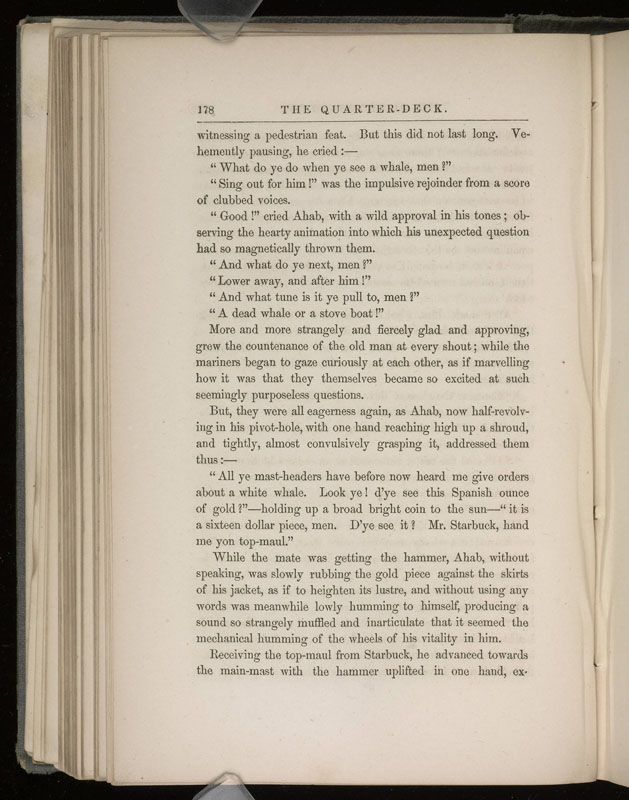 178 THE QUARTER-DECK.
witnessing a pedestrian feat. But this did not last long. Ve-
hemently pausing, he cried :—
“ What do ye do when ye see a whale, men ?”
“ Sing out for him !” was the impulsive rejoinder from a score
of clubbed voices.
“ Good !” cried Ahab, with a wild approval in his tones ; ob-
serving the hearty animation into which his unexpected question
had so magnetically thrown them.
“ And what do ye next, men ?”
“ Lower away, and after him !”
“ And what tune is it ye pull to, men ?”
“ A dead whale or a stove boat !”
More and more strangely and fiercely glad and approving,
grew the countenance of the old man at every shout ; while the
mariners began to gaze curiously at each other, as if marvelling
how it was that they themselves became so excited at such
seemingly purposeless questions.
But, they were all eagerness again, as Ahab, now half-revolv-
ing in his pivot-hole, with one hand reaching high up a shroud,
and tightly, almost convulsively grasping it, addressed them
thus :—
“ All ye mast-headers have before now heard me give orders
about a white whale. Look ye ! d’ye see this Spanish ounce
of gold ?”—holding up a broad bright coin to the sun—“ it is
a sixteen dollar piece, men. D’ye see it ? Mr. Starbuck, hand
me yon top-maul.”
While the mate was getting the hammer, Ahab, without
speaking, was slowly rubbing the gold piece against the skirts
of his jacket, as if to heighten its lustre, and without using any
words was meanwhile lowly humming to himself, producing a
sound so strangely muffled and inarticulate that it seemed the
mechanical humming of the wheels of his vitality in him.
Receiving the top-maul from Starbuck, he advanced towards
the main-mast with the hammer uplifted in one hand, ex-